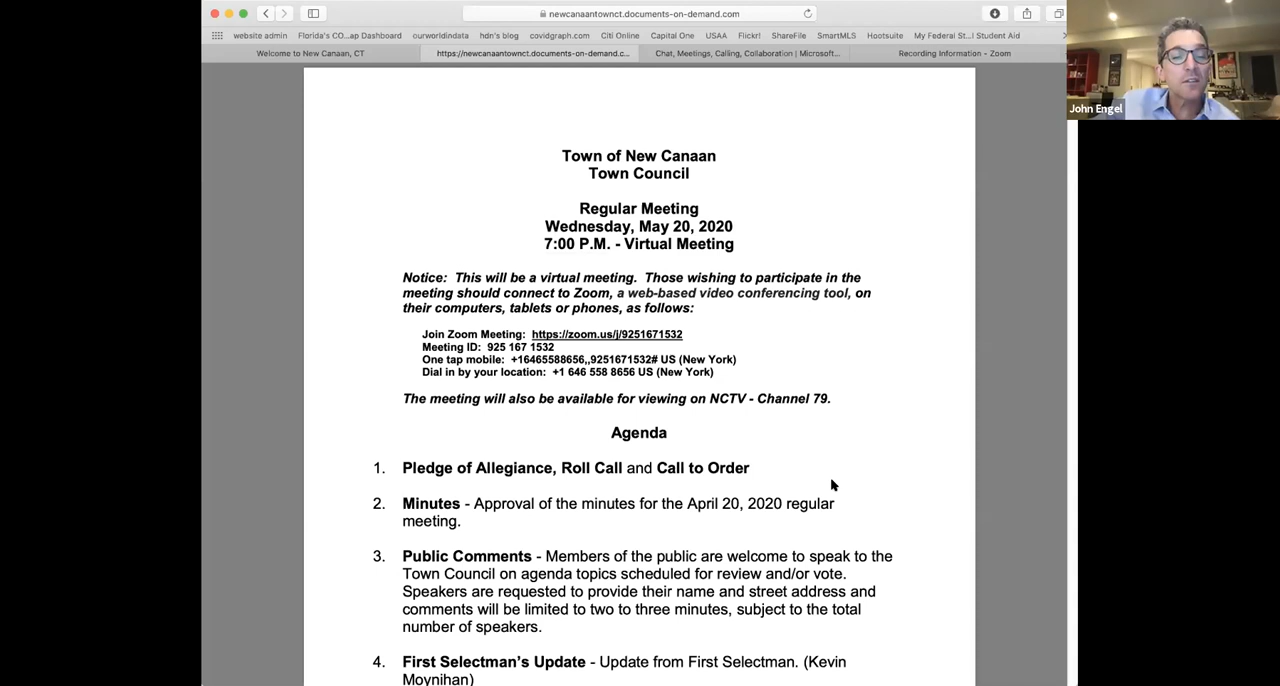 newcanaantownct.documents-on-demand.com
website admin Florida's CO...ap Dashboard ourworldindata hdn's blog covidgraph.com Citi Online Capital One USAA Flickr! ShareFile SmartMLS Hootsuite My Federal St...l Student Aid
Welcome to New Canaan, CT https://newcanaantownct.documents-on-demand.c... Chat, Meetings, Calling, Collaboration | Microsoft... Recording Information - Zoom
John Engel
Town of New Canaan
Town Council
Regular Meeting
Wednesday, May 20, 2020
7:00 P.M. - Virtual Meeting
Notice: This will be a virtual meeting. Those wishing to participate in the
meeting should connect to Zoom, a web-based video conferencing tool, on
their computers, tablets or phones, as follows:
Join Zoom Meeting: https://zoom.us/j/9251671532
Meeting ID: 925 167 1532
One tap mobile: +16465588656,,9251671532# US (New York)
Dial in by your location: +1 646 558 8656 US (New York)
The meeting will also be available for viewing on NCTV - Channel 79.
Agenda
1. Pledge of Allegiance, Roll Call and Call to Order
2. Minutes - Approval of the minutes for the April 20, 2020 regular
meeting.
3. Public Comments - Members of the public are welcome to speak to the
Town Council on agenda topics scheduled for review and/or vote.
Speakers are requested to provide their name and street address and
comments will be limited to two to three minutes, subject to the total
number of speakers.
4. First Selectman's Update - Update from First Selectman. (Kevin
Moynihan)